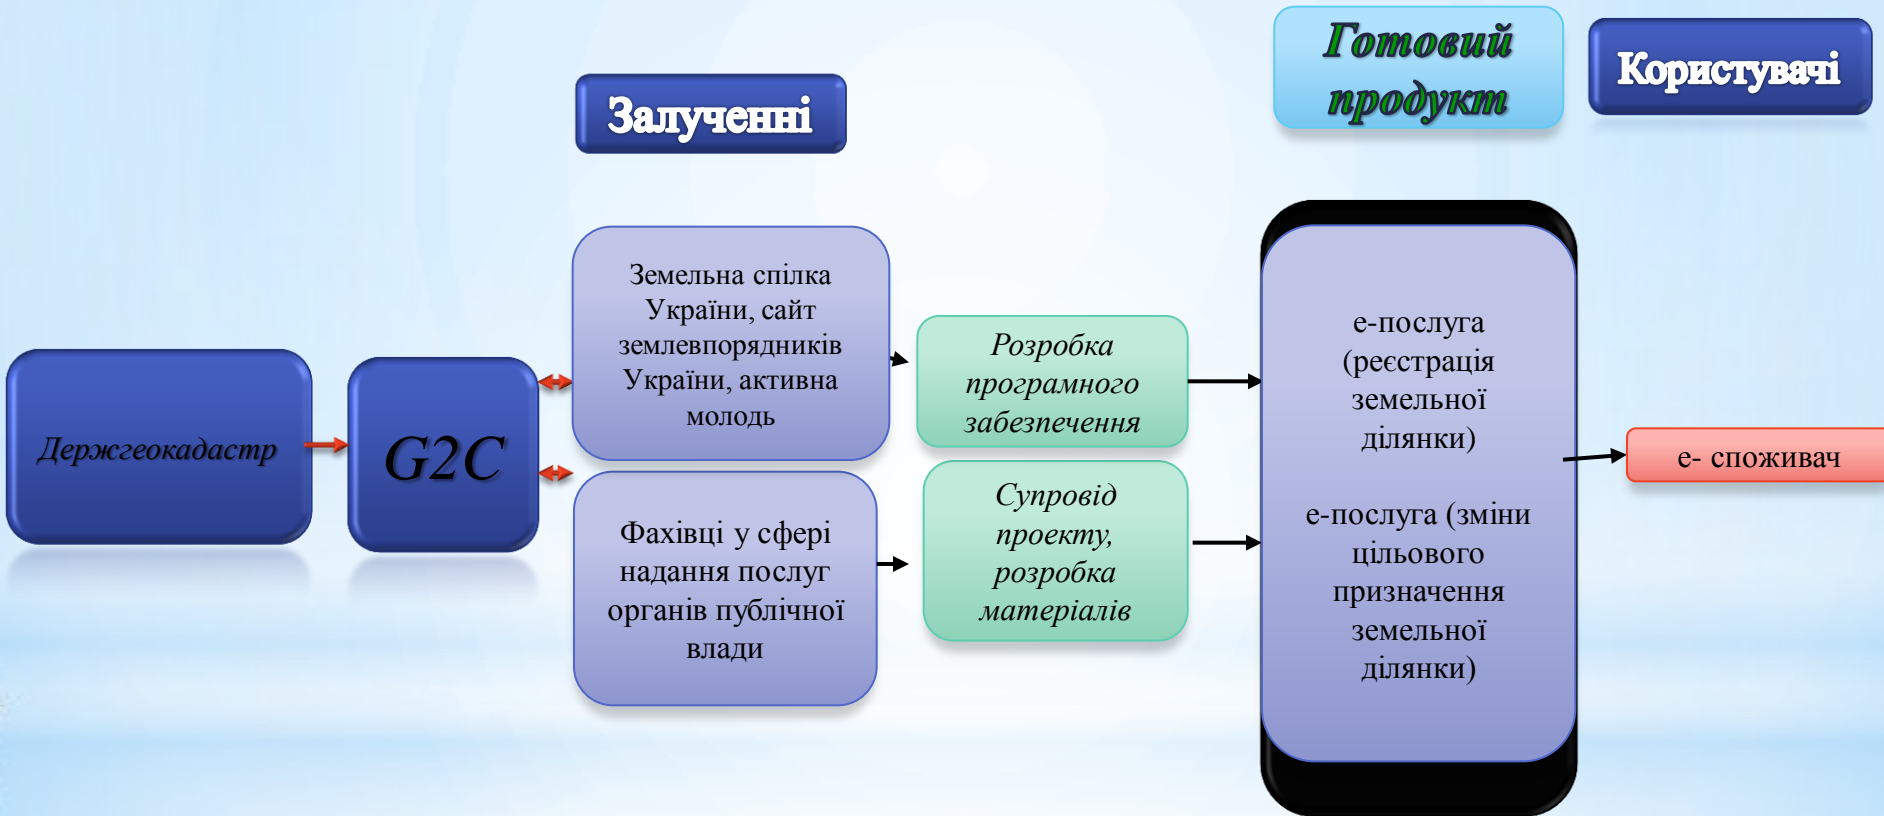 Готовий
продукт
Користувачі
Залученні
Держгеокадастр
G2C
Земельна спілка
України, сайт
землевпорядників
України, активна
молодь
Фахівці у сфері
надання послуг
органів публічної
влади
Розробка
програмного
забезпечення
Супровід
проекту,
розробка
матеріалів
е-послуга
(реєстрація
земельної
ділянки)
е-послуга (зміни
цільового
призначення
земельної
ділянки)
е- споживач